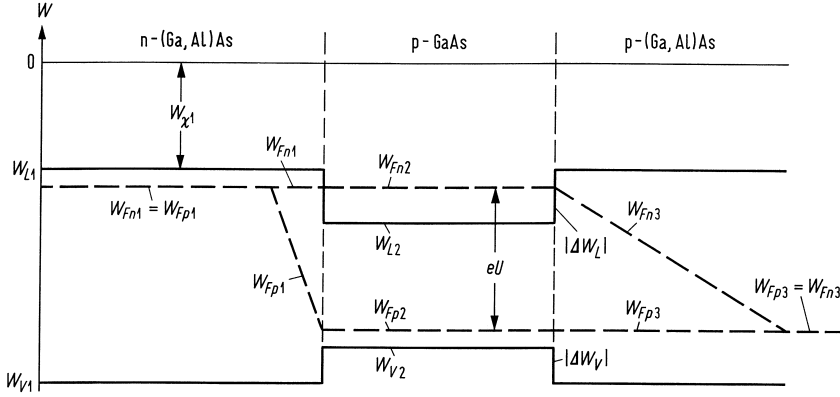 W
n-(Ga, Al)As
p-GaAs
p-(Ga, Al)As
0
W_χ1
W_L1
W_Fn1
W_Fn2
W_Fn1 = W_Fp1
W_Fn3
W_L2
|ΔW_L|
W_Fp1
eU
W_Fp2
W_Fp3
W_Fp3 = W_Fn3
W_V2
|ΔW_V|
W_V1